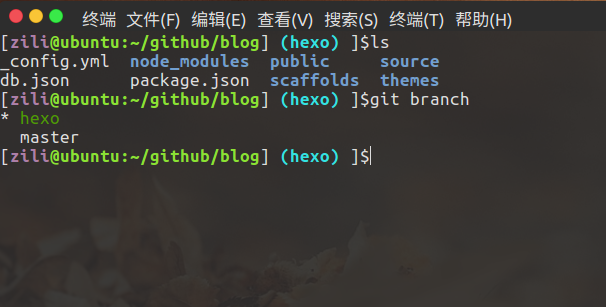 终端 文件(F) 编辑(E) 查看(V) 搜索(S) 终端(T) 帮助(H)
[zili@ubuntu:~/github/blog] (hexo) ]$ls
_config.yml node_modules public source
db.json package.json scaffolds themes
[zili@ubuntu:~/github/blog] (hexo) ]$git branch
* hexo
master
[zili@ubuntu:~/github/blog] (hexo) ]$